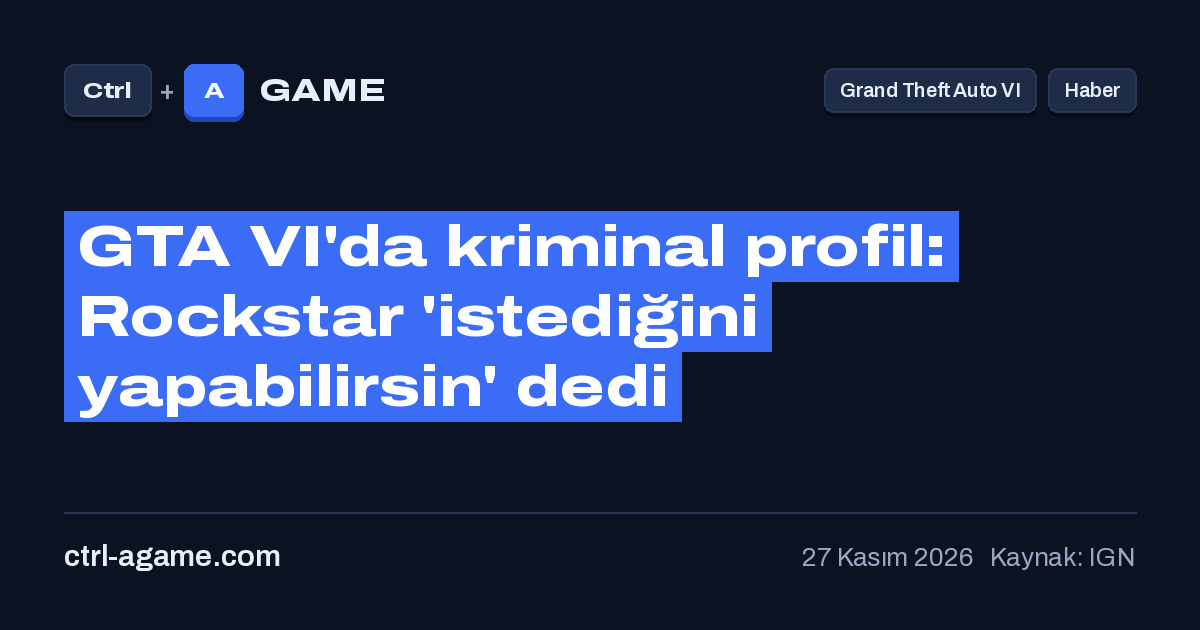 Ctrl + A GAME
Grand Theft Auto VI Haber
GTA VI'da kriminal profil:
Rockstar 'istediğini
yapabilirsin' dedi
ctrl-agame.com
27 Kasım 2026 Kaynak: IGN